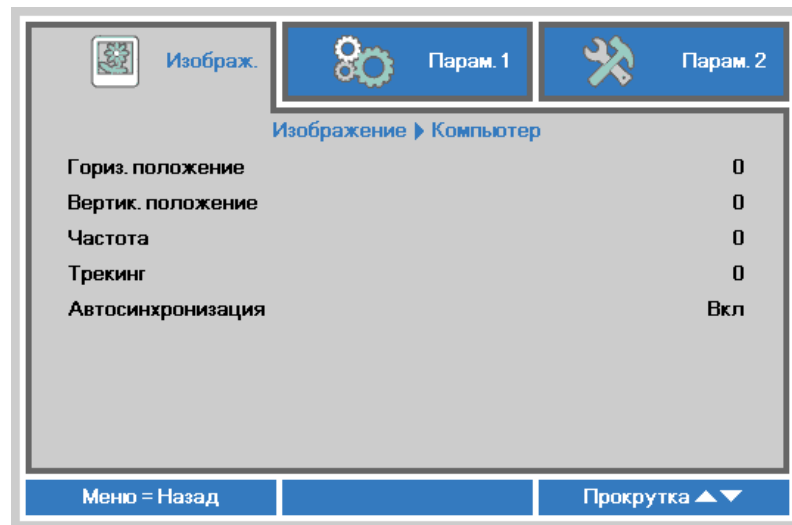 Изображ. Парам. 1 Парам. 2
Изображение ▶ Компьютер
Гориз. положение 0
Вертик. положение 0
Частота 0
Трекинг 0
Автосинхронизация Вкл
Меню = Назад Прокрутка ▲▼